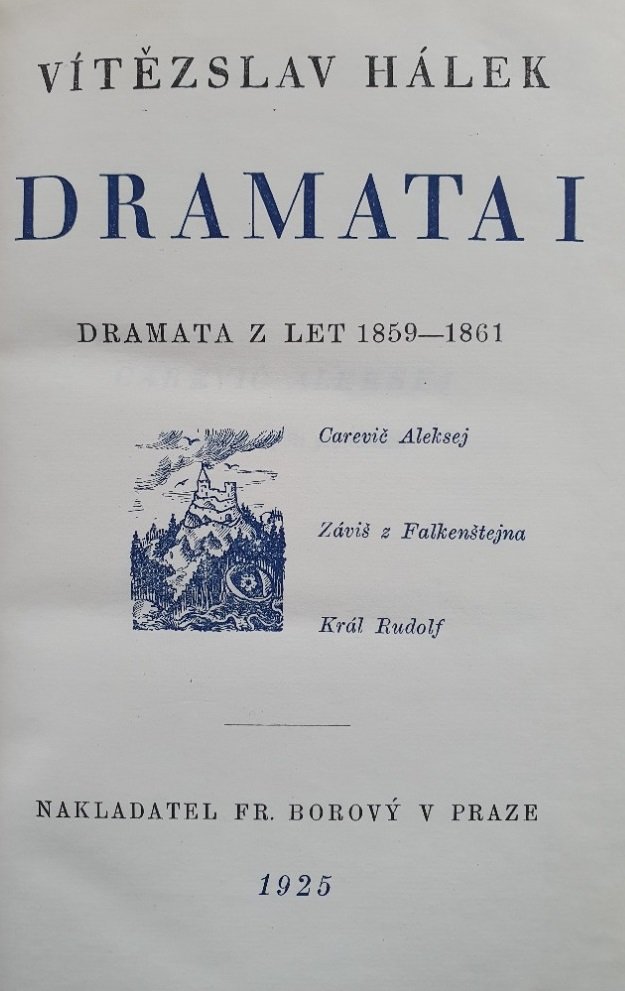 VÍTĚZSLAV HÁLEK
DRAMATA I
DRAMATA Z LET 1859—1861
Carevič Aleksej
Záviš z Falkenštejna
Král Rudolf
NAKLADATEL FR. BOROVÝ V PRAZE
1925